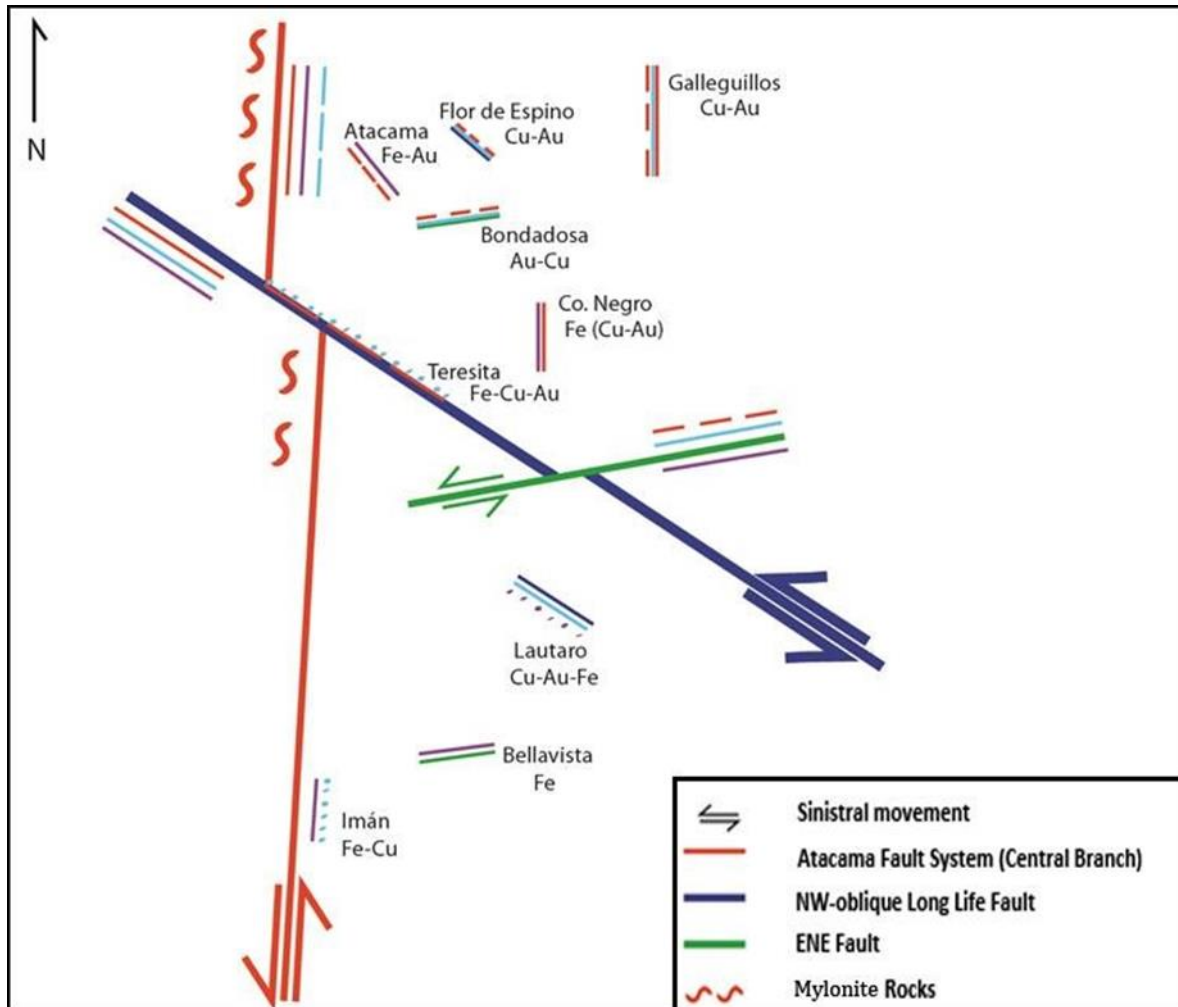 N
Galleguillos
Cu-Au
Flor de Espino
Cu-Au
Atacama
Fe-Au
Bondadosa
Au-Cu
Co. Negro
Fe (Cu-Au)
Teresita
Fe-Cu-Au
Lautaro
Cu-Au-Fe
Bellavista
Fe
Imán
Fe-Cu
Sinistral movement
Atacama Fault System (Central Branch)
NW-oblique Long Life Fault
ENE Fault
Mylonite Rocks